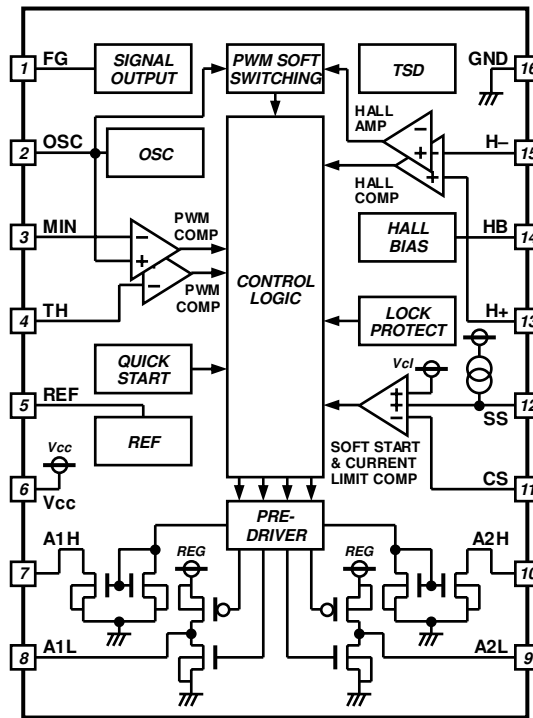 1 FG
SIGNAL
OUTPUT
PWM SOFT
SWITCHING
TSD
GND 16
2 OSC
OSC
HALL
AMP
−
+
H− 15
HALL
COMP
+
3 MIN
−
+
PWM
COMP
HALL
BIAS
HB 14
4 TH
−
PWM
COMP
CONTROL
LOGIC
LOCK
PROTECT
H+ 13
QUICK
START
Vcl
5 REF
REF
+
+
−
SS 12
SOFT START
& CURRENT
LIMIT COMP
Vcc
6 Vcc
CS 11
PRE-
DRIVER
7 A1H
REG
REG
A2H 10
8 A1L
A2L 9